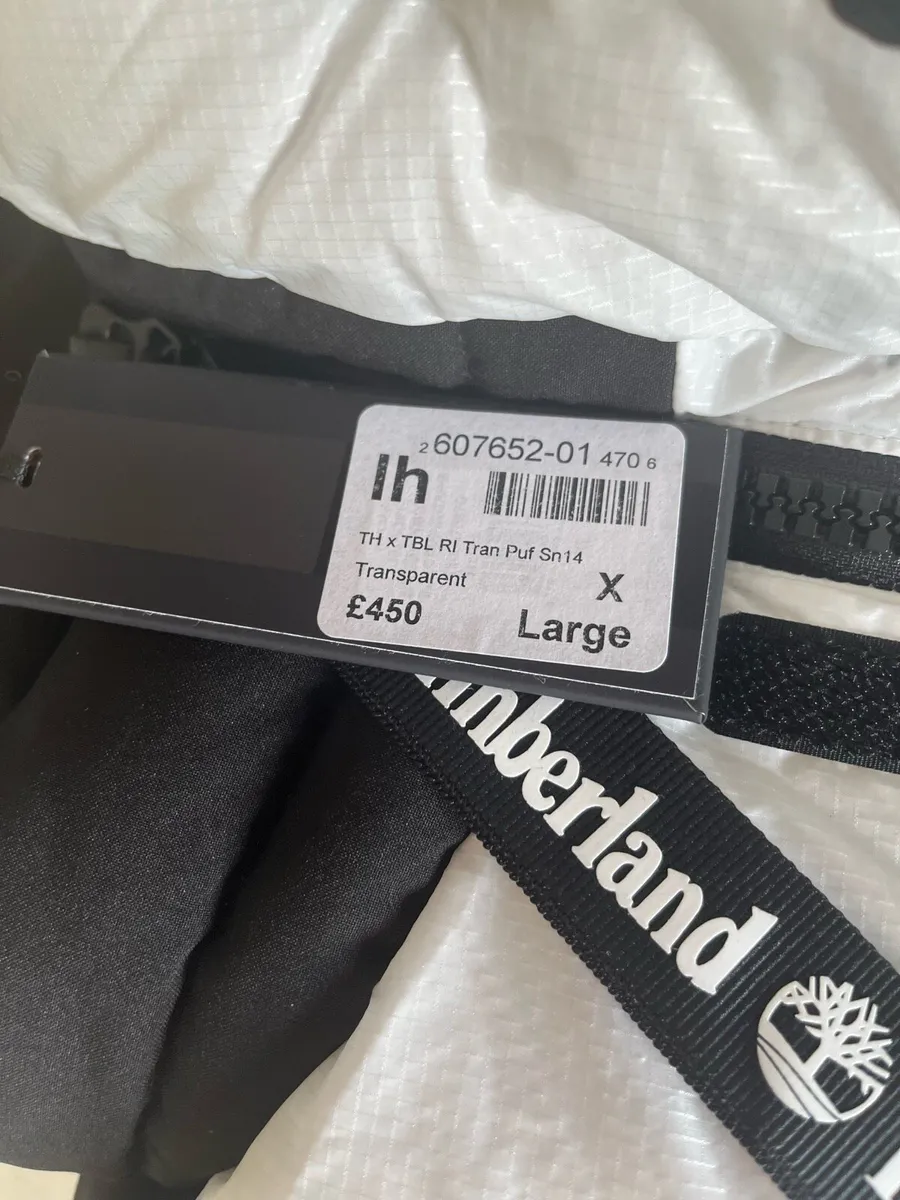 2 607652-01 470 6
lh
TH x TBL RI Tran Puf Sn14
Transparent
X
£450
Large
imberland